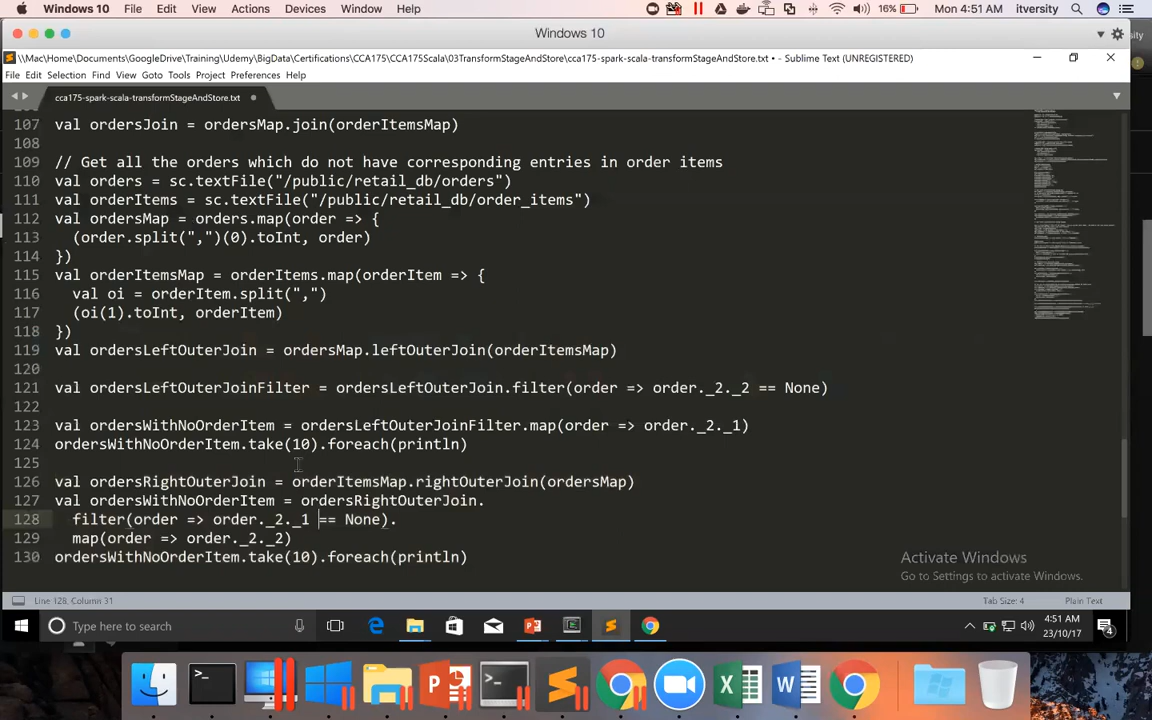 Windows 10 File Edit View Actions Devices Window Help 16% Mon 4:51 AM itversity
Windows 10
\\Mac\Home\Documents\GoogleDrive\Training\Udemy\BigData\Certifications\CCA175\CCA175Scala\03TransformStageAndStore\cca175-spark-scala-transformStageAndStore.txt • - Sublime Text (UNREGISTERED)
File Edit Selection Find View Goto Tools Project Preferences Help
cca175-spark-scala-transformStageAndStore.txt
107 val ordersJoin = ordersMap.join(orderItemsMap)
108
109 // Get all the orders which do not have corresponding entries in order items
110 val orders = sc.textFile("/public/retail_db/orders")
111 val orderItems = sc.textFile("/public/retail_db/order_items")
112 val ordersMap = orders.map(order => {
113 (order.split(",")(0).toInt, order)
114 })
115 val orderItemsMap = orderItems.map(orderItem => {
116 val oi = orderItem.split(",")
117 (oi(1).toInt, orderItem)
118 })
119 val ordersLeftOuterJoin = ordersMap.leftOuterJoin(orderItemsMap)
120
121 val ordersLeftOuterJoinFilter = ordersLeftOuterJoin.filter(order => order._2._2 == None)
122
123 val ordersWithNoOrderItem = ordersLeftOuterJoinFilter.map(order => order._2._1)
124 ordersWithNoOrderItem.take(10).foreach(println)
125
126 val ordersRightOuterJoin = orderItemsMap.rightOuterJoin(ordersMap)
127 val ordersWithNoOrderItem = ordersRightOuterJoin.
128 filter(order => order._2._1 == None).
129 map(order => order._2._2)
130 ordersWithNoOrderItem.take(10).foreach(println)
Activate Windows
Go to Settings to activate Windows.
Line 128, Column 31 Tab Size: 4 Plain Text
Type here to search
4:51 AM
23/10/17
4